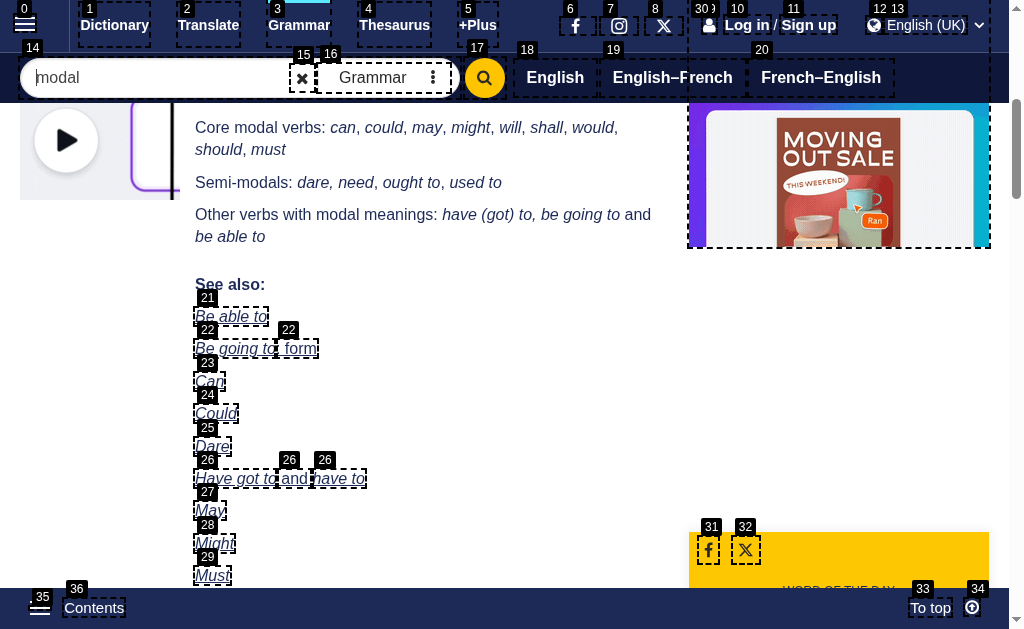 0 1 2 3 4 5 6 7 8 30 9 10 11 12 13
Dictionary Translate Grammar Thesaurus +Plus Log in / Sign up English (UK)
14 15 16 17 18 19 20
modal Grammar English English–French French–English
Core modal verbs: can, could, may, might, will, shall, would,
should, must
Semi-modals: dare, need, ought to, used to
Other verbs with modal meanings: have (got) to, be going to and
be able to
MOVING
OUT SALE
THIS WEEKEND!
Ran
See also:
21
Be able to
22 22
Be going to: form
23
Can
24
Could
25
Dare
26 26 26
Have got to and have to
27
May
28
Might
29
Must
31 32
WORD OF THE DAY
35 36 33 34
Contents To top